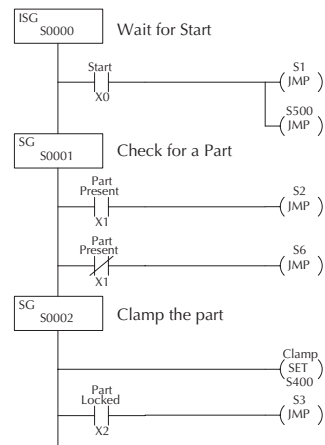 ISG
S0000
Wait for Start
Start
X0
S1
JMP
S500
JMP
SG
S0001
Check for a Part
Part
Present
X1
S2
JMP
Part
Present
X1
S6
JMP
SG
S0002
Clamp the part
Clamp
SET
S400
Part
Locked
X2
S3
JMP